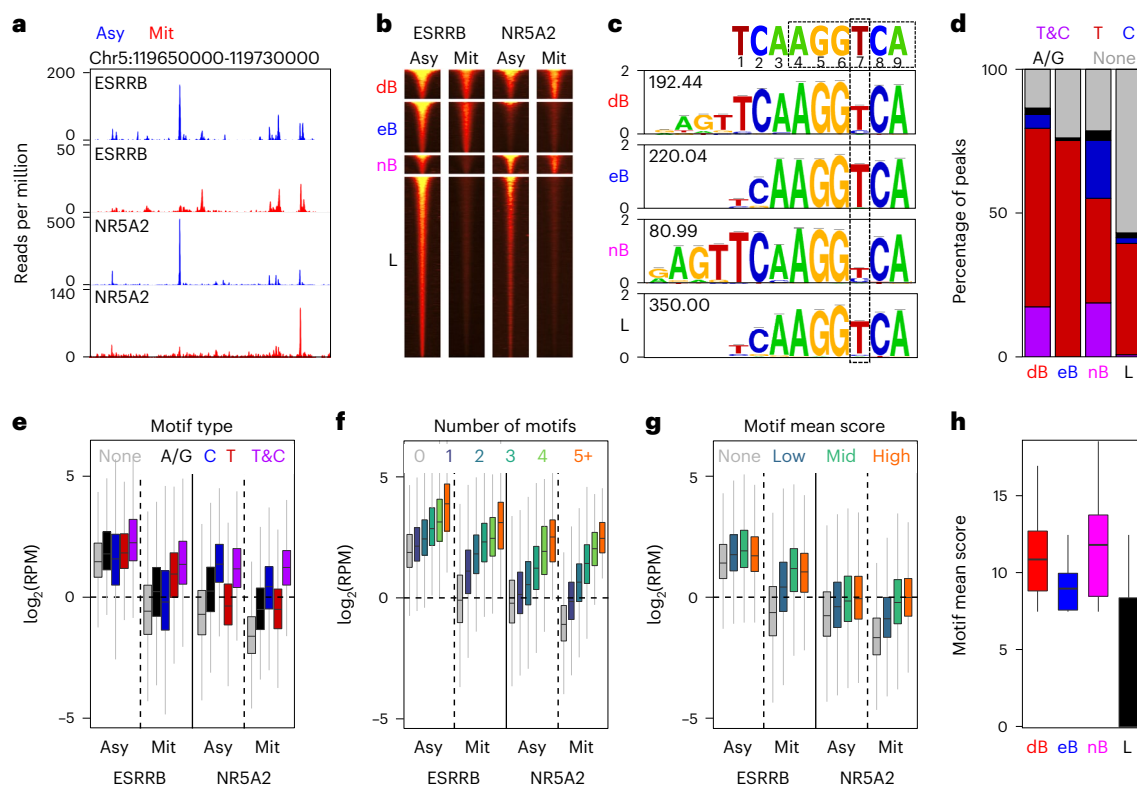 a
Asy Mit
Chr5:119650000-119730000
Reads per million
200
ESRRB
0
50
ESRRB
0
500
NR5A2
0
140
NR5A2
0
b
ESRRB NR5A2
Asy Mit Asy Mit
dB
eB
nB
L
c
TCAAGGTCA
1 2 3 4 5 6 7 8 9
2
192.44
dB
0
AGTTCAAGGTCA
2
220.04
eB
0
TCAAGGTCA
2
80.99
nB
0
GAGTTCAAGGTCA
2
350.00
L
0
TCAAGGTCA
d
T&C T C
A/G None
Percentage of peaks
100
50
0
dB eB nB L
e
Motif type
None A/G C T T&C
log2(RPM)
5
0
−5
Asy Mit Asy Mit
ESRRB NR5A2
f
Number of motifs
0 1 2 3 4 5+
log2(RPM)
5
0
−5
Asy Mit Asy Mit
ESRRB NR5A2
g
Motif mean score
None Low Mid High
log2(RPM)
5
0
−5
Asy Mit Asy Mit
ESRRB NR5A2
h
Motif mean score
15
10
5
0
dB eB nB L